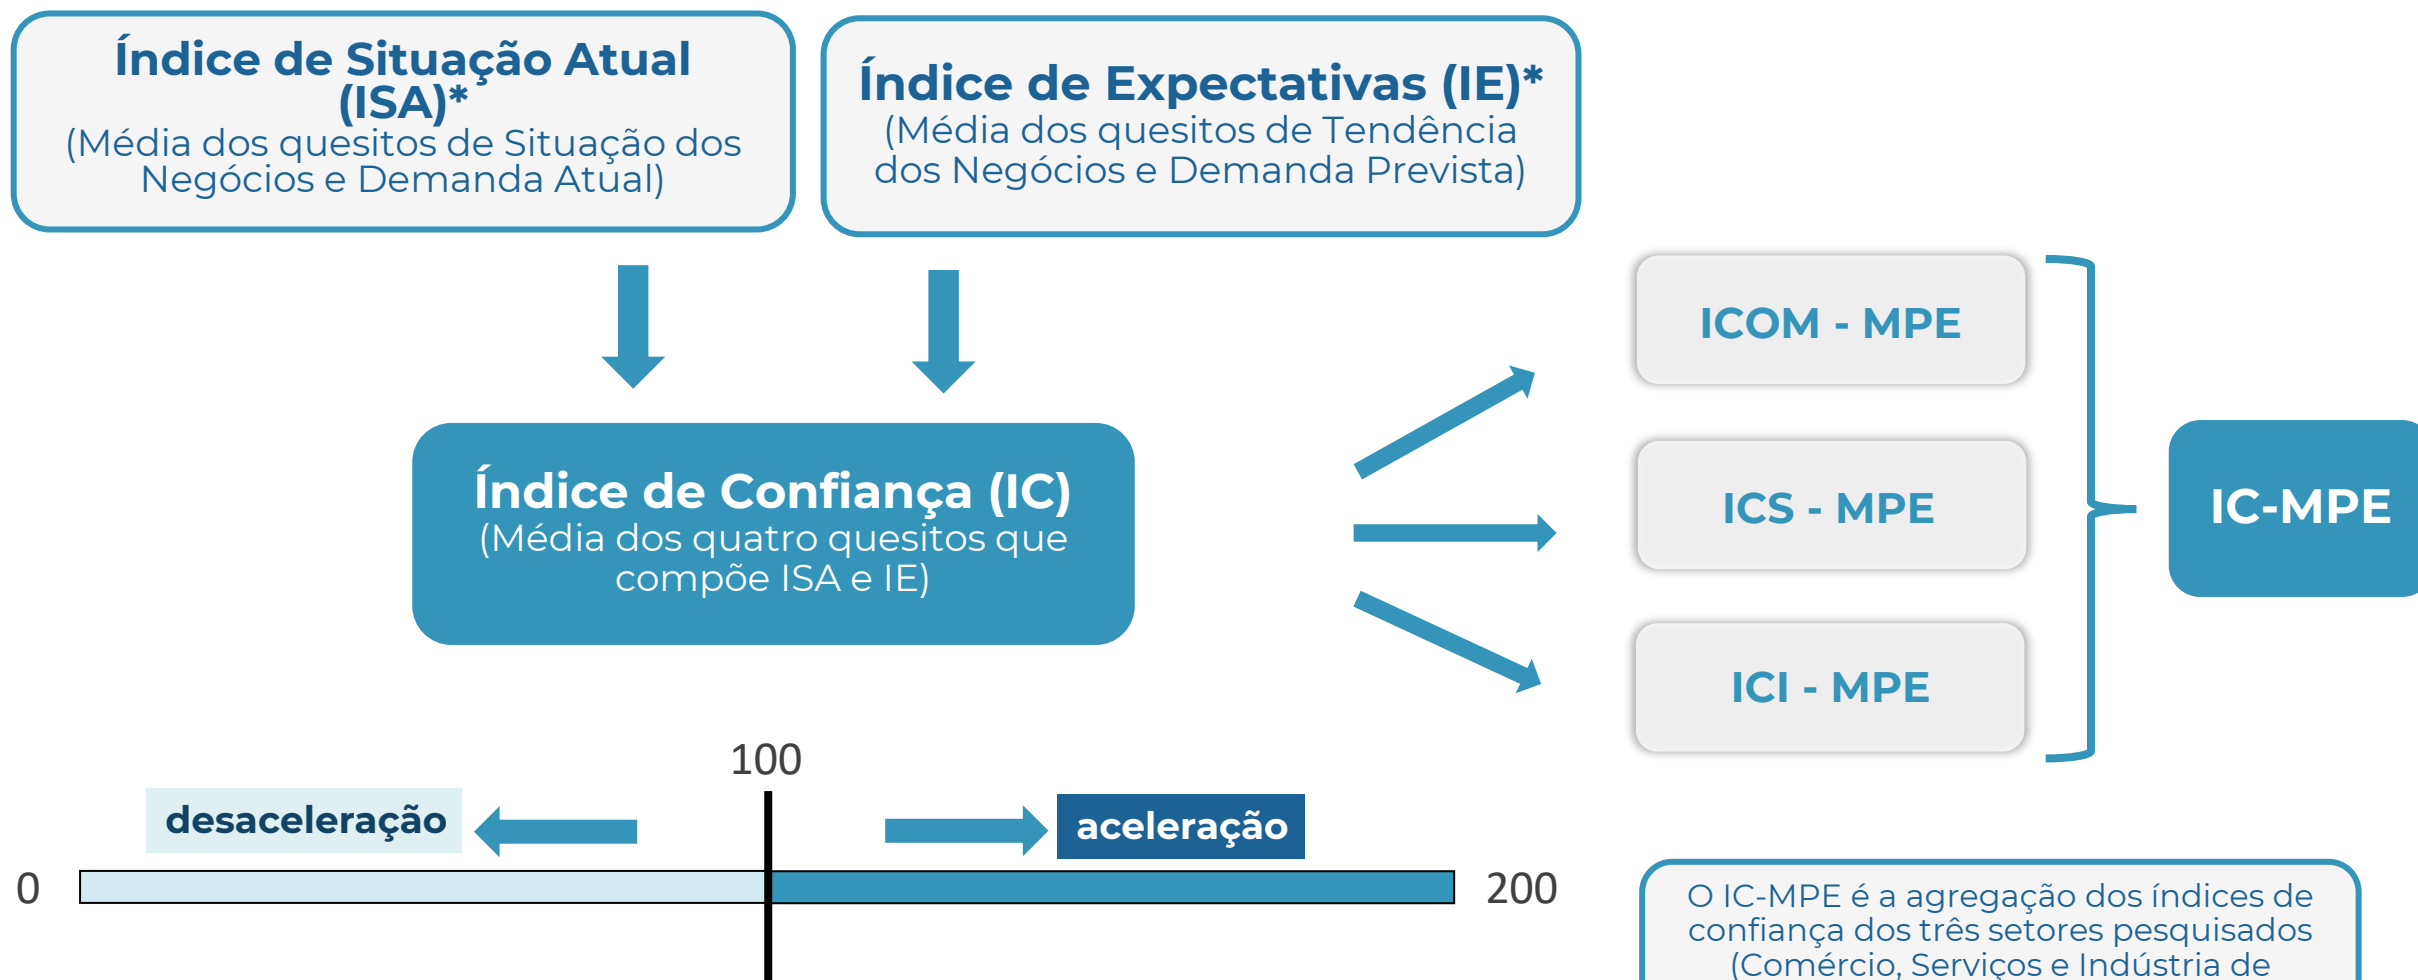 Índice de Situação Atual
(ISA)*
(Média dos quesitos de Situação dos
Negócios e Demanda Atual)
Índice de Expectativas (IE)*
(Média dos quesitos de Tendência
dos Negócios e Demanda Prevista)
Índice de Confiança (IC)
(Média dos quatro quesitos que
compõe ISA e IE)
ICOM - MPE
ICS - MPE
ICI - MPE
IC-MPE
100
desaceleração
aceleração
0
200
O IC-MPE é a agregação dos índices de
confiança dos três setores pesquisados
(Comércio, Serviços e Indústria de